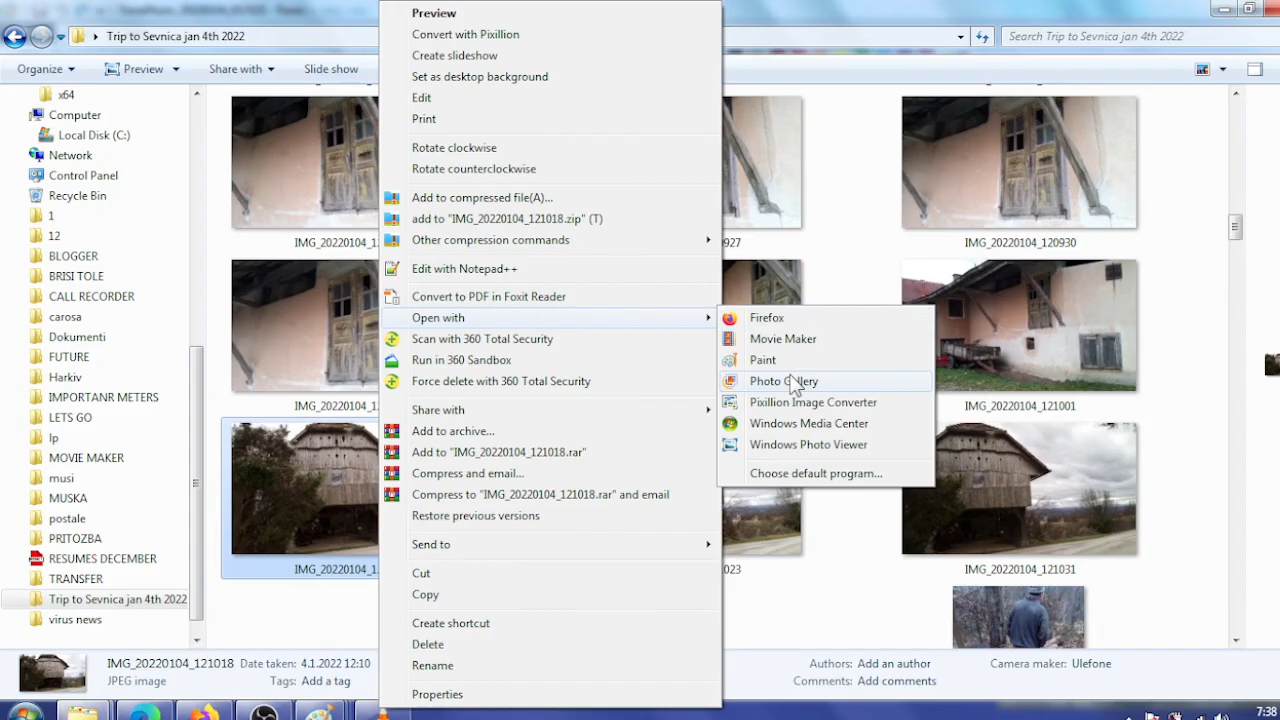 Trip to Sevnica jan 4th 2022
Search Trip to Sevnica jan 4th 2022
Organize
Preview
Share with
Slide show
x64
Computer
Local Disk (C:)
Network
Control Panel
Recycle Bin
1
12
BLOGGER
BRISI TOLE
CALL RECORDER
carosa
Dokumenti
FUTURE
Harkiv
IMPORTANR METERS
LETS GO
lp
MOVIE MAKER
musi
MUSKA
postale
PRITOZBA
RESUMES DECEMBER
TRANSFER
Trip to Sevnica jan 4th 2022
virus news
Preview
Convert with Pixillion
Create slideshow
Set as desktop background
Edit
Print
Rotate clockwise
Rotate counterclockwise
Add to compressed file(A)...
add to "IMG_20220104_121018.zip" (T)
Other compression commands
Edit with Notepad++
Convert to PDF in Foxit Reader
Open with
Scan with 360 Total Security
Run in 360 Sandbox
Force delete with 360 Total Security
Share with
Add to archive...
Add to "IMG_20220104_121018.rar"
Compress and email...
Compress to "IMG_20220104_121018.rar" and email
Restore previous versions
Send to
Cut
Copy
Create shortcut
Delete
Rename
Properties
Firefox
Movie Maker
Paint
Photo Gallery
Pixillion Image Converter
Windows Media Center
Windows Photo Viewer
Choose default program...
IMG_20220104_120930
IMG_20220104_121001
IMG_20220104_121031
IMG_20220104_121018
Date taken: 4.1.2022 12:10
JPEG image
Tags: Add a tag
Authors: Add an author
Comments: Add comments
Camera maker: Ulefone
7:38